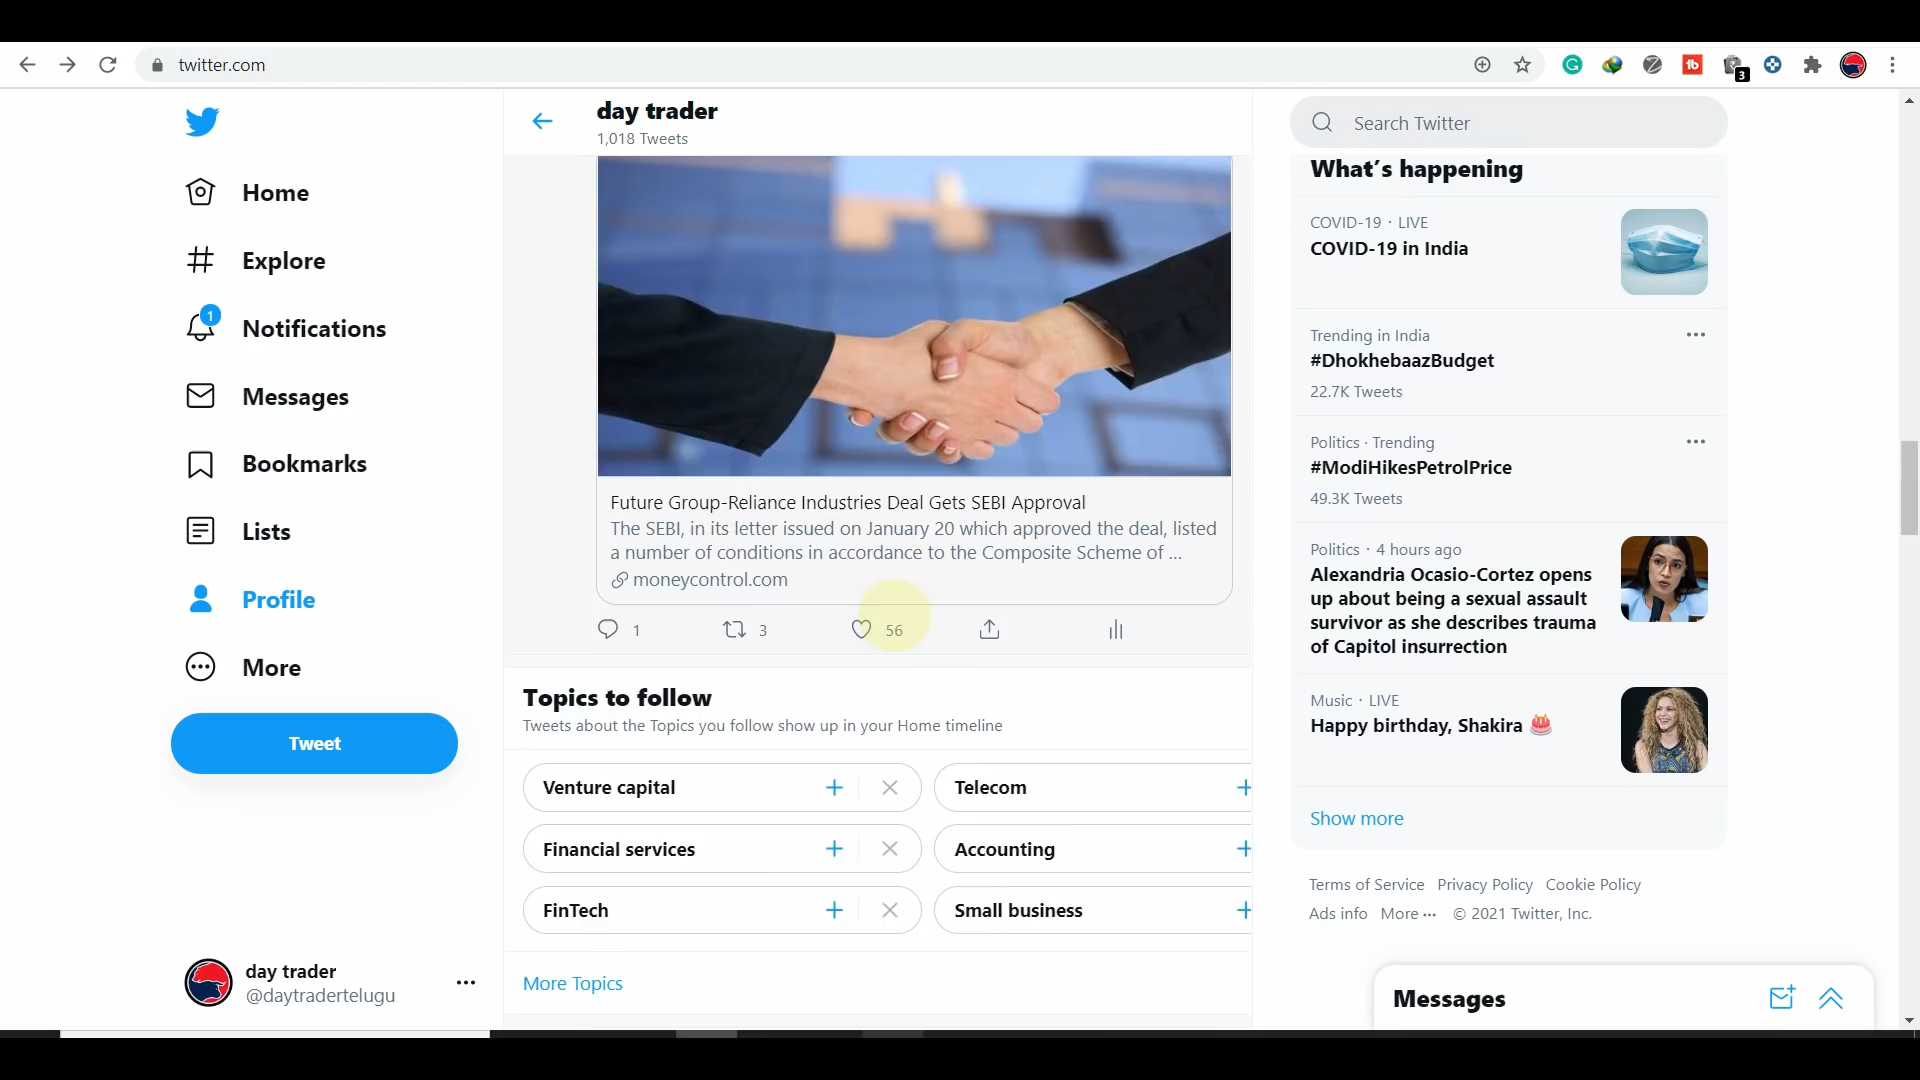 twitter.com
3
day trader
1,018 Tweets
Home
Explore
1
Notifications
Messages
Bookmarks
Lists
Profile
More
Tweet
day trader
@daytradertelugu
Future Group-Reliance Industries Deal Gets SEBI Approval
The SEBI, in its letter issued on January 20 which approved the deal, listed
a number of conditions in accordance to the Composite Scheme of ...
moneycontrol.com
1
3
56
Topics to follow
Tweets about the Topics you follow show up in your Home timeline
Venture capital
Telecom
Financial services
Accounting
FinTech
Small business
More Topics
Search Twitter
What's happening
COVID-19 · LIVE
COVID-19 in India
Trending in India
#DhokhebaazBudget
22.7K Tweets
Politics · Trending
#ModiHikesPetrolPrice
49.3K Tweets
Politics · 4 hours ago
Alexandria Ocasio-Cortez opens
up about being a sexual assault
survivor as she describes trauma
of Capitol insurrection
Music · LIVE
Happy birthday, Shakira 🎂
Show more
Terms of Service Privacy Policy Cookie Policy
Ads info More ··· © 2021 Twitter, Inc.
Messages